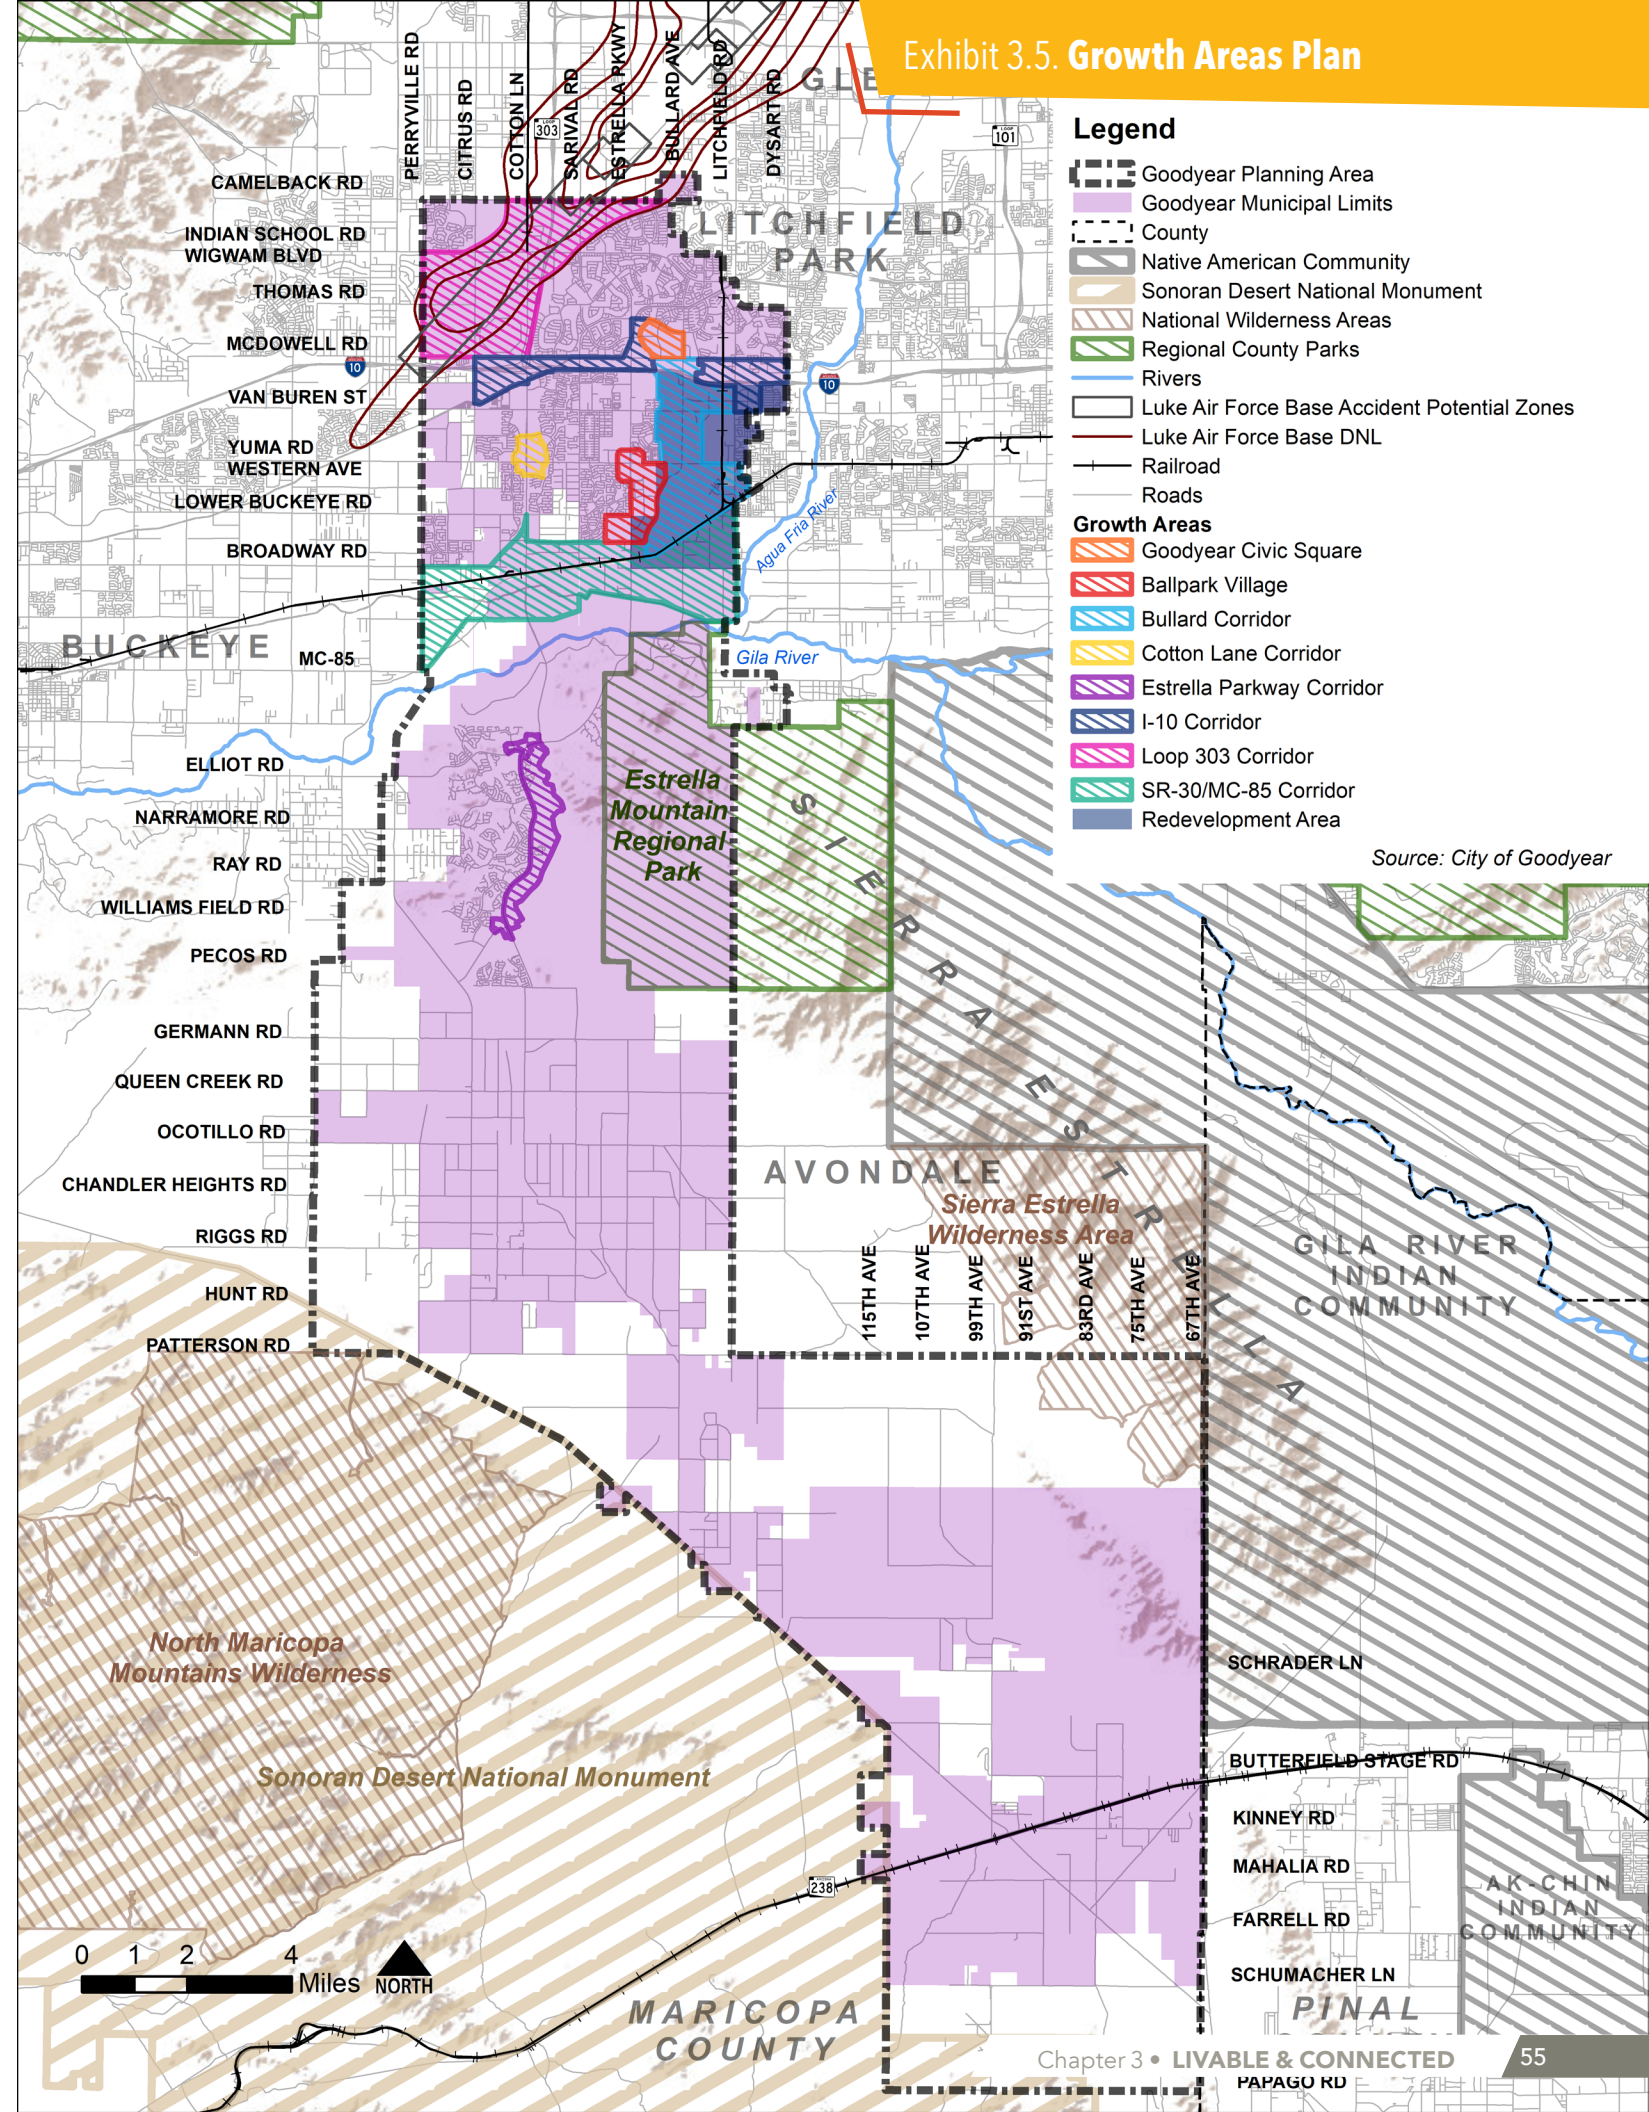 Exhibit 3.5. Growth Areas Plan
Legend
Goodyear Planning Area
Goodyear Municipal Limits
County
Native American Community
Sonoran Desert National Monument
National Wilderness Areas
Regional County Parks
Rivers
Luke Air Force Base Accident Potential Zones
Luke Air Force Base DNL
Railroad
Roads
Growth Areas
Goodyear Civic Square
Ballpark Village
Bullard Corridor
Cotton Lane Corridor
Estrella Parkway Corridor
I-10 Corridor
Loop 303 Corridor
SR-30/MC-85 Corridor
Redevelopment Area
Source: City of Goodyear
PERRYVILLE RD
CITRUS RD
COTTON LN
SARIVAL RD
ESTRELLA PKWY
BULLARD AVE
LITCHFIELD RD
DYSART RD
GLE
LOOP
303
LOOP
101
CAMELBACK RD
INDIAN SCHOOL RD
WIGWAM BLVD
THOMAS RD
MCDOWELL RD
10
VAN BUREN ST
YUMA RD
WESTERN AVE
LOWER BUCKEYE RD
BROADWAY RD
MC-85
LITCHFIELD
PARK
10
Agua Fria River
BUCKEYE
Gila River
ELLIOT RD
NARRAMORE RD
RAY RD
WILLIAMS FIELD RD
PECOS RD
GERMANN RD
QUEEN CREEK RD
OCOTILLO RD
CHANDLER HEIGHTS RD
RIGGS RD
HUNT RD
PATTERSON RD
Estrella
Mountain
Regional
Park
SIERRA ESTRELLA
AVONDALE
Sierra Estrella
Wilderness Area
115TH AVE
107TH AVE
99TH AVE
91ST AVE
83RD AVE
75TH AVE
67TH AVE
GILA RIVER
INDIAN
COMMUNITY
North Maricopa
Mountains Wilderness
Sonoran Desert National Monument
SCHRADER LN
BUTTERFIELD STAGE RD
KINNEY RD
MAHALIA RD
FARRELL RD
SCHUMACHER LN
AK-CHIN
INDIAN
COMMUNITY
238
0 1 2 4
Miles
NORTH
MARICOPA
COUNTY
PINAL
Chapter 3 • LIVABLE & CONNECTED 55
PAPAGO RD